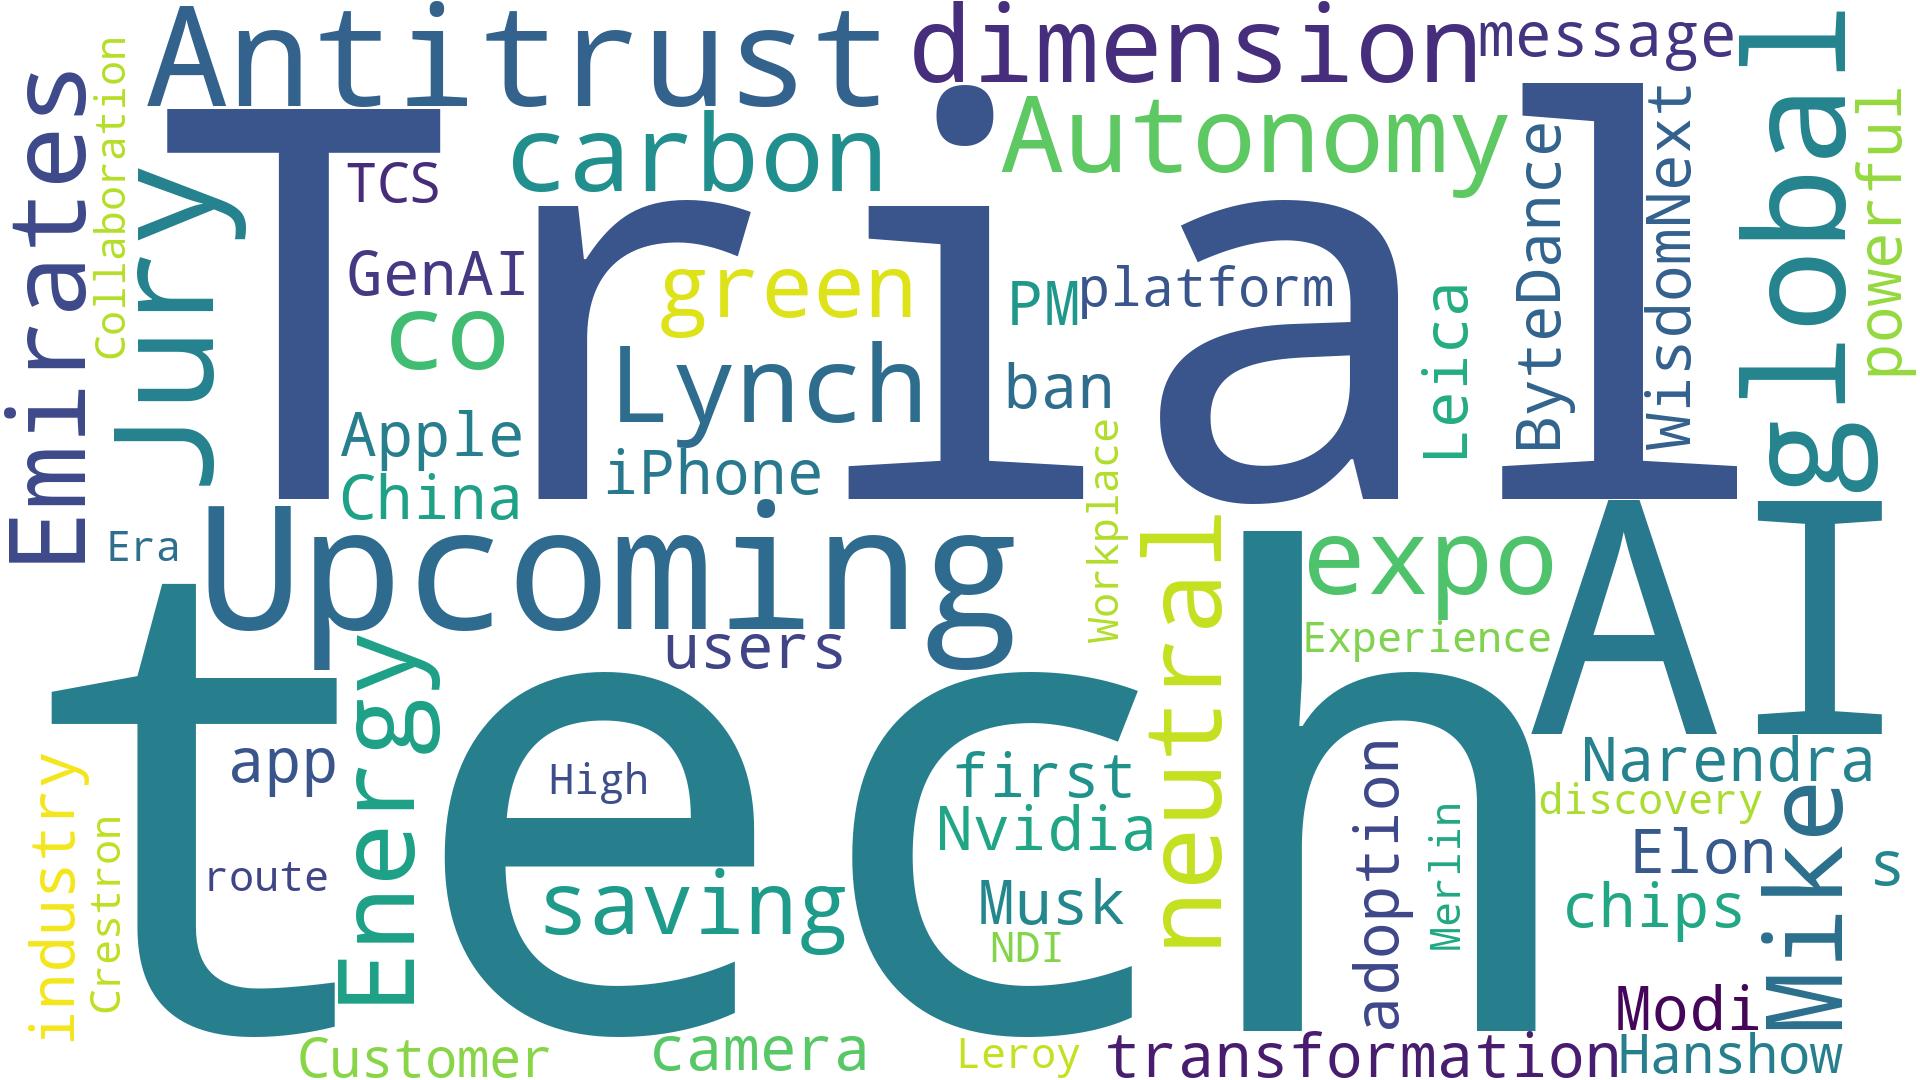 Antitrust
dimension
message
global
Emirates
Collaboration
Jury
Trial
carbon
Autonomy
powerful
TCS
ByteDance
WisdomNext
GenAI
green
PM
platform
co
Lynch
Leica
ban
Apple
iPhone
China
Workplace
Upcoming
Era
AI
expo
neutral
tech
users
Experience
Energy
app
High
first
Narendra
discovery
industry
Crestron
Nvidia
adoption
Merlin
Elon
Mike
s
route
saving
Musk
chips
NDI
Modi
Customer
camera
Leroy
transformation
Hanshow